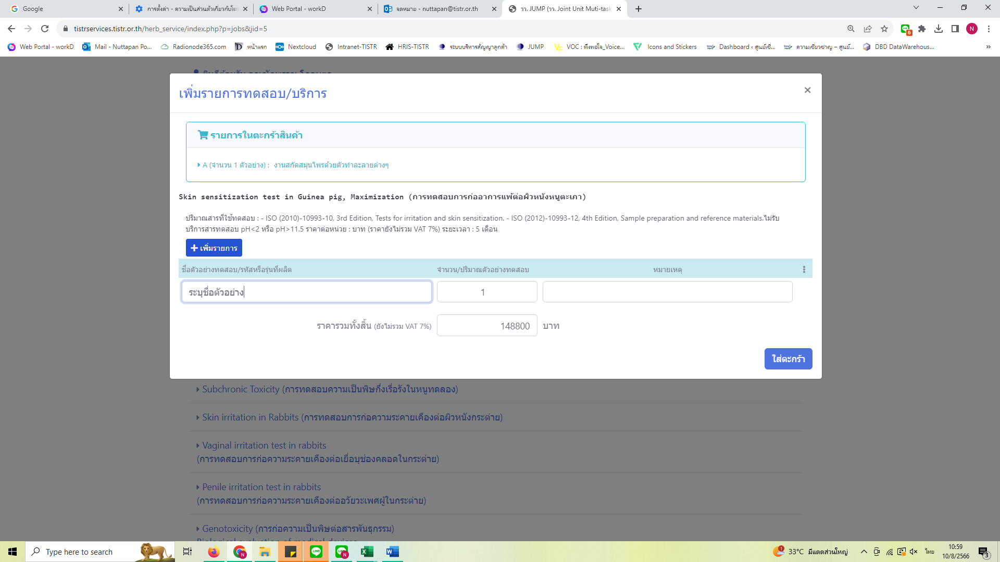 Google
การตั้งค่า - ความเป็นส่วนตัวเกี่ยวกับโฆษ
Web Portal - workD
จดหมาย - nuttapan@tistr.or.th
วว. JUMP (วว. Joint Unit Muti-task
tistrservices.tistr.or.th/herb_service/index.php?p=jobs&jid=5
6
N
Web Portal - workD
Mail - Nuttapan Po...
Radionode365.com
หน้าแรก
Nextcloud
Intranet-TISTR
HRIS-TISTR
ระบบบริหารสัญญาลูกค้า
JUMP
VOC : พึงพอใจ_Voice...
Icons and Stickers
Dashboard ‹ ศูนย์เชี่...
ความเชี่ยวชาญ – ศูนย์...
DBD DataWarehous...
เพิ่มรายการทดสอบ/บริการ
×
รายการในตะกร้าสินค้า
A (จำนวน 1 ตัวอย่าง) : งานสกัดสมุนไพรด้วยตัวทำละลายต่างๆ
Skin sensitization test in Guinea pig, Maximization (การทดสอบการก่ออาการแพ้ต่อผิวหนังหนูตะเภา)
ปริมาณสารที่ใช้ทดสอบ : - ISO (2010)-10993-10, 3rd Edition, Tests for irritation and skin sensitization. - ISO (2012)-10993-12, 4th Edition, Sample preparation and reference materials.ไม่รับ
บริการสารทดสอบ pH<2 หรือ pH>11.5 ราคาต่อหน่วย : บาท (ราคายังไม่รวม VAT 7%) ระยะเวลา : 5 เดือน
เพิ่มรายการ
ชื่อตัวอย่างทดสอบ/รหัสหรือรุ่นที่ผลิต
จำนวน/ปริมาณตัวอย่างทดสอบ
หมายเหตุ
ระบุชื่อตัวอย่าง
1
ราคารวมทั้งสิ้น (ยังไม่รวม VAT 7%)
148800
บาท
ใส่ตะกร้า
Subchronic Toxicity (การทดสอบความเป็นพิษกึ่งเรื่อรังในหนูทดลอง)
Skin irritation in Rabbits (การทดสอบการก่อความระคายเคืองต่อผิวหนังกระต่าย)
Vaginal irritation test in rabbits
(การทดสอบการก่อความระคายเคืองต่อเยื่อบุช่องคลอดในกระต่าย)
Penile irritation test in rabbits
(การทดสอบการก่อความระคายเคืองต่ออวัยวะเพศผู้ในกระต่าย)
Genotoxicity (การก่อความเป็นพิษต่อสารพันธุกรรม)
Biological evaluation of medical devices
Type here to search
33°C มีแดดส่วนใหญ่
ไทย
10:59
10/8/2566
3